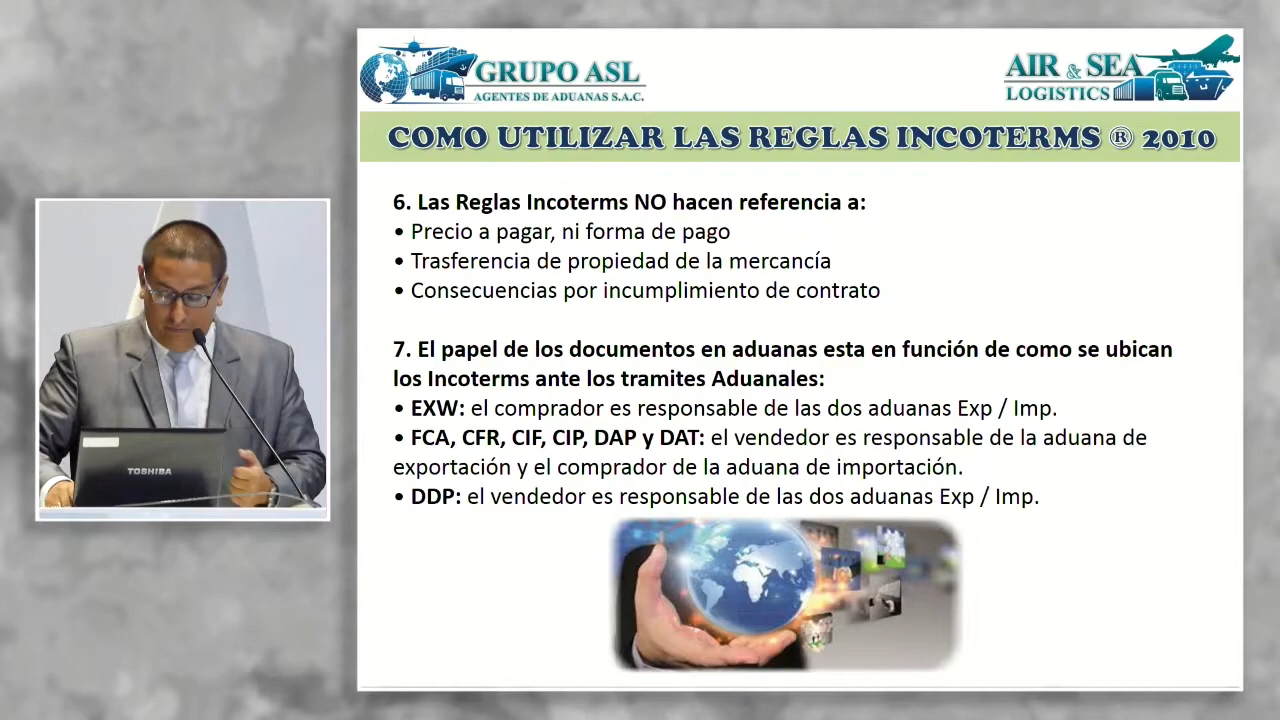 GRUPO ASL
AGENTES DE ADUANAS S.A.C.
AIR & SEA
LOGISTICS
COMO UTILIZAR LAS REGLAS INCOTERMS ® 2010
6. Las Reglas Incoterms NO hacen referencia a:
• Precio a pagar, ni forma de pago
• Trasferencia de propiedad de la mercancía
• Consecuencias por incumplimiento de contrato
7. El papel de los documentos en aduanas esta en función de como se ubican
los Incoterms ante los tramites Aduanales:
• EXW: el comprador es responsable de las dos aduanas Exp / Imp.
• FCA, CFR, CIF, CIP, DAP y DAT: el vendedor es responsable de la aduana de
exportación y el comprador de la aduana de importación.
• DDP: el vendedor es responsable de las dos aduanas Exp / Imp.
TOSHIBA